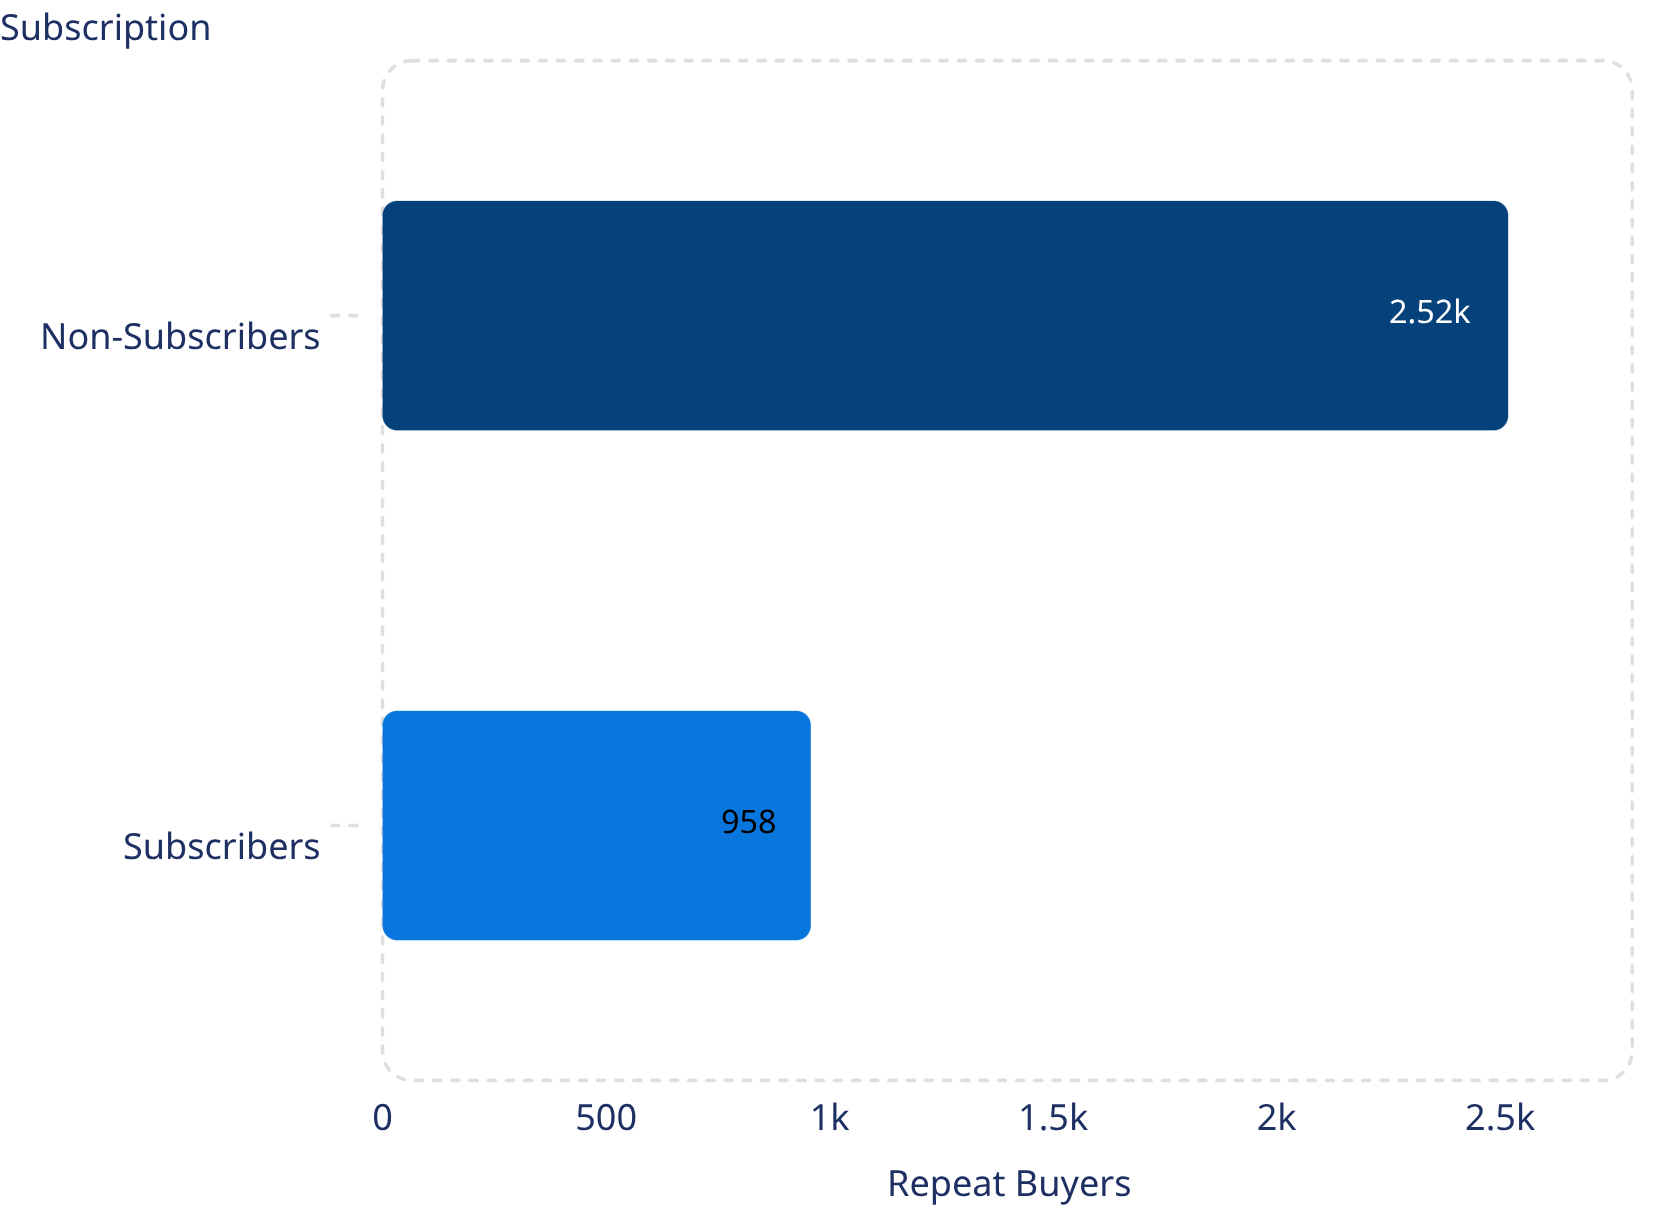 Subscription
2.52k
Non-Subscribers
958
Subscribers
0 500 1k 1.5k 2k 2.5k
Repeat Buyers